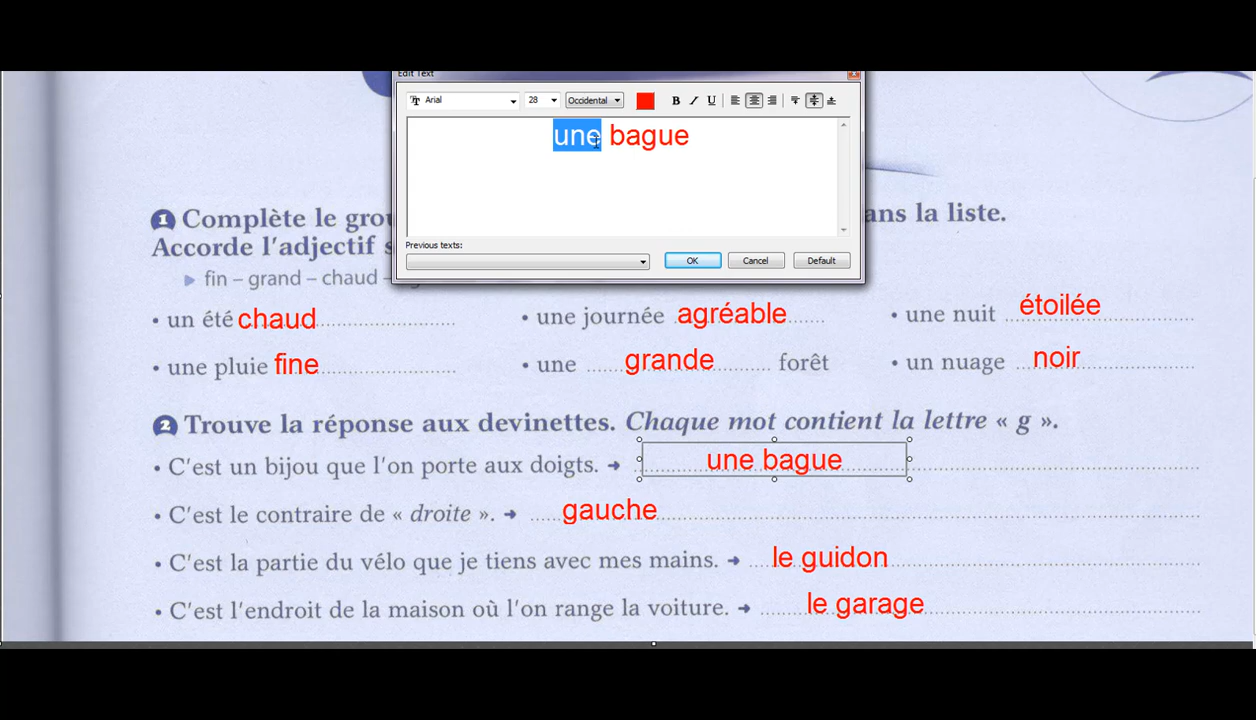 Edit Text
Arial 28 Occidental B I U
une bague
Previous texts:
OK Cancel Default
1 Complète le grou ans la liste.
Accorde l'adjectif s
fin – grand – chaud –
• un été chaud • une journée agréable • une nuit étoilée
• une pluie fine • une grande forêt • un nuage noir
2 Trouve la réponse aux devinettes. Chaque mot contient la lettre « g ».
• C'est un bijou que l'on porte aux doigts. → une bague
• C'est le contraire de « droite ». → gauche
• C'est la partie du vélo que je tiens avec mes mains. → le guidon
• C'est l'endroit de la maison où l'on range la voiture. → le garage